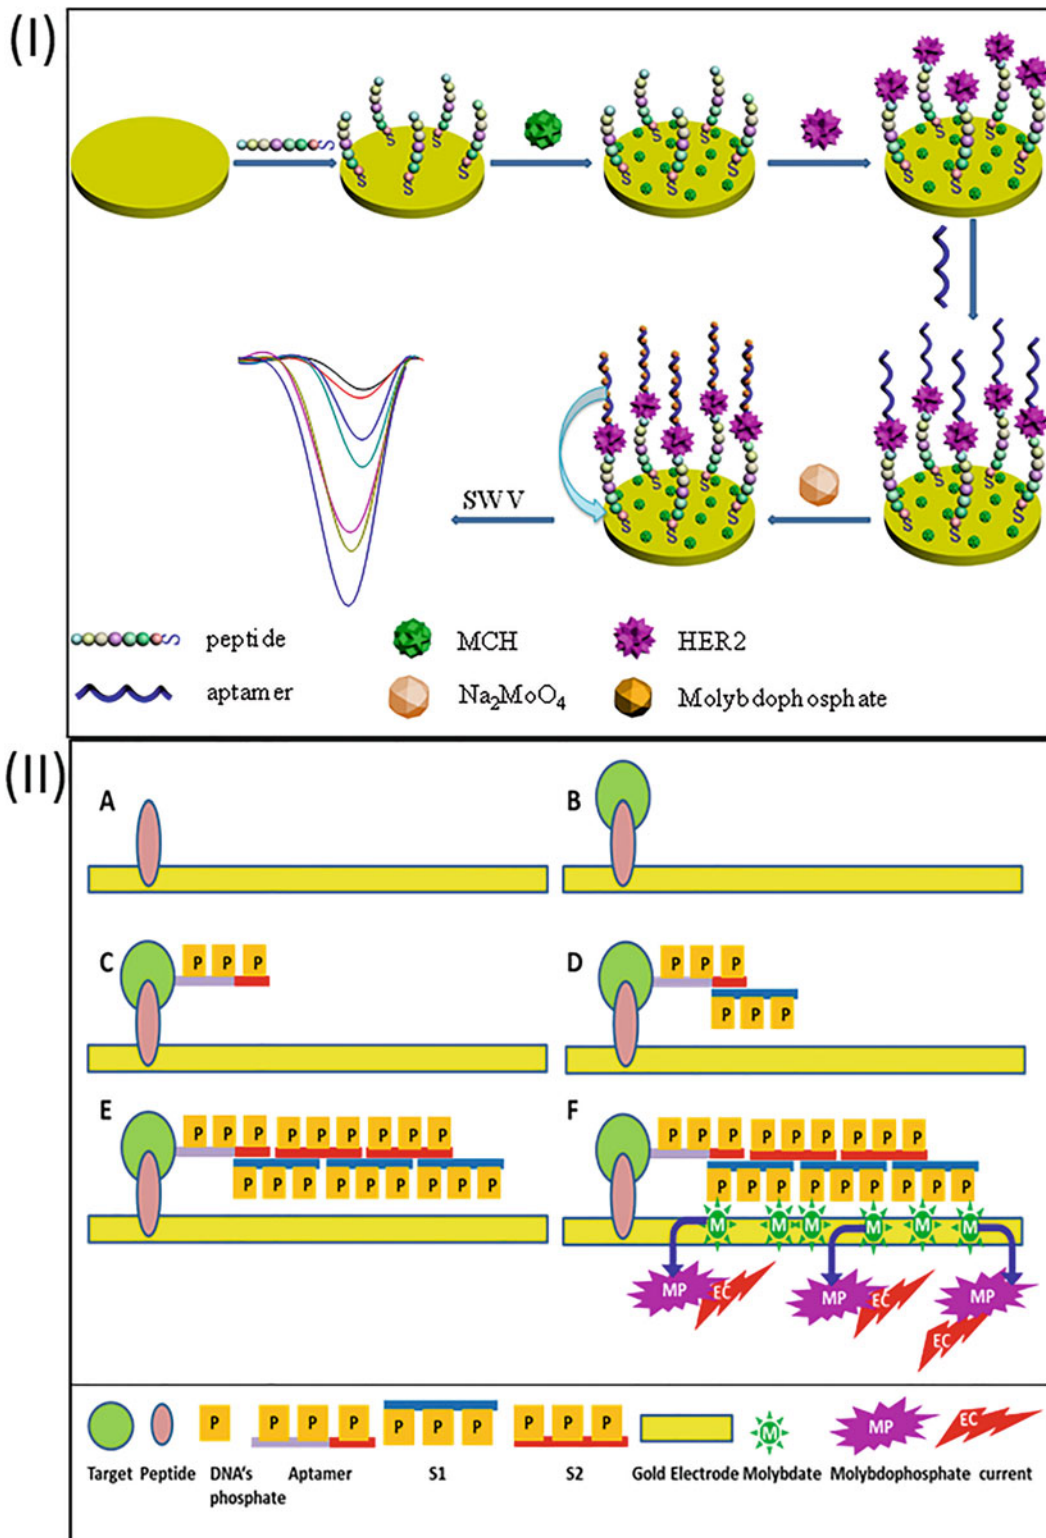 (I)
S
S S S S S
S S S S S
S S S S S
S S S S S
S S S S S
SWV
S peptide MCH HER2
aptamer Na₂MoO₄ Molybdophosphate
(II)
A B
C P P P D P P P
P P P
E P P P P P P P P P F P P P P P P P P P
P P P P P P P P P P P P P P P P P P
M M M M M M
MP EC MP EC MP
EC
P P P P P P P P P P M MP EC
Target Peptide DNA's Aptamer S1 S2 Gold Electrode Molybdate Molybdophosphate current
phosphate